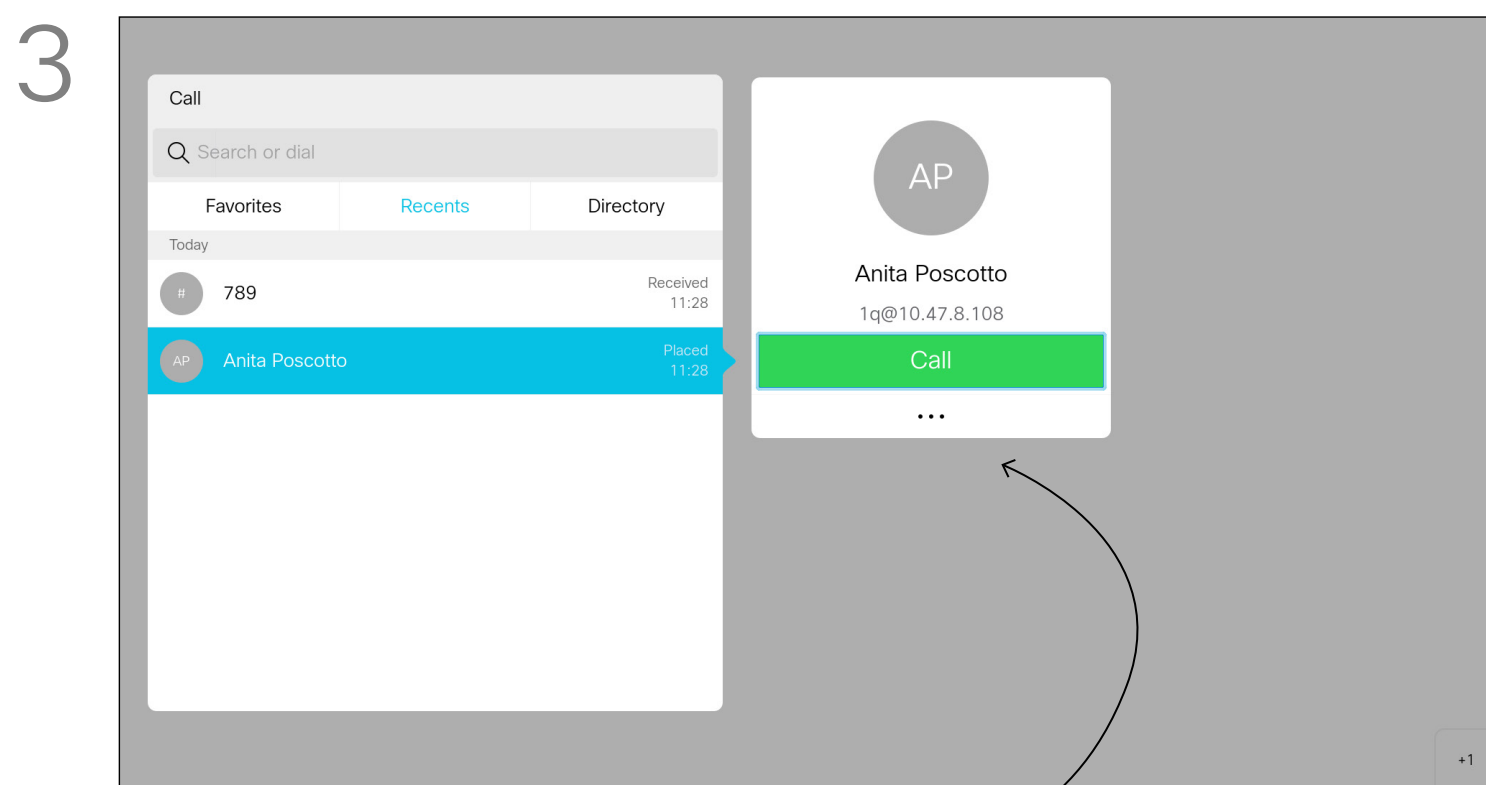 3
Call
Search or dial
Favorites Recents Directory
Today
# 789 Received
11:28
AP Anita Poscotto Placed
11:28
AP
Anita Poscotto
1q@10.47.8.108
Call
...
+1